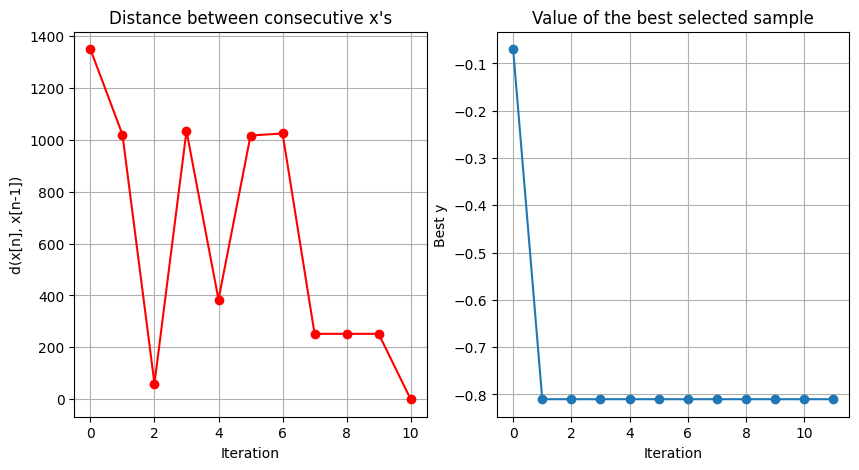 Distance between consecutive x's
1400
1200
1000
800
600
400
200
0
d(x[n], x[n-1])
0 2 4 6 8 10
Iteration
Value of the best selected sample
−0.1
−0.2
−0.3
−0.4
−0.5
−0.6
−0.7
−0.8
Best y
0 2 4 6 8 10
Iteration